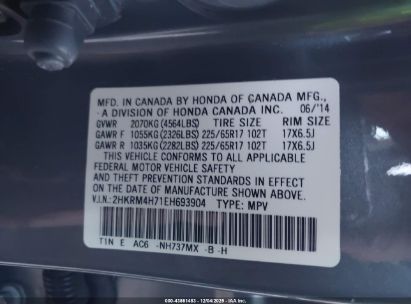 MFD. IN CANADA BY HONDA OF CANADA MFG.,
- A DIVISION OF HONDA CANADA INC. 06/'14
GVWR 2070KG (4564LBS) TIRE SIZE RIM SIZE
GAWR F 1055KG (2326LBS) 225/65R17 102T 17X6.5J
GAWR R 1035KG (2282LBS) 225/65R17 102T 17X6.5J
THIS VEHICLE CONFORMS TO ALL APPLICABLE
FEDERAL MOTOR VEHICLE SAFETY AND THEFT
PREVENTION STANDARDS IN EFFECT ON THE DATE
OF MANUFACTURE SHOWN ABOVE.
V.I.N.: 2HKRM4H71EH693904 TYPE: MPV
TIN E AC6 -NH737MX -B -H